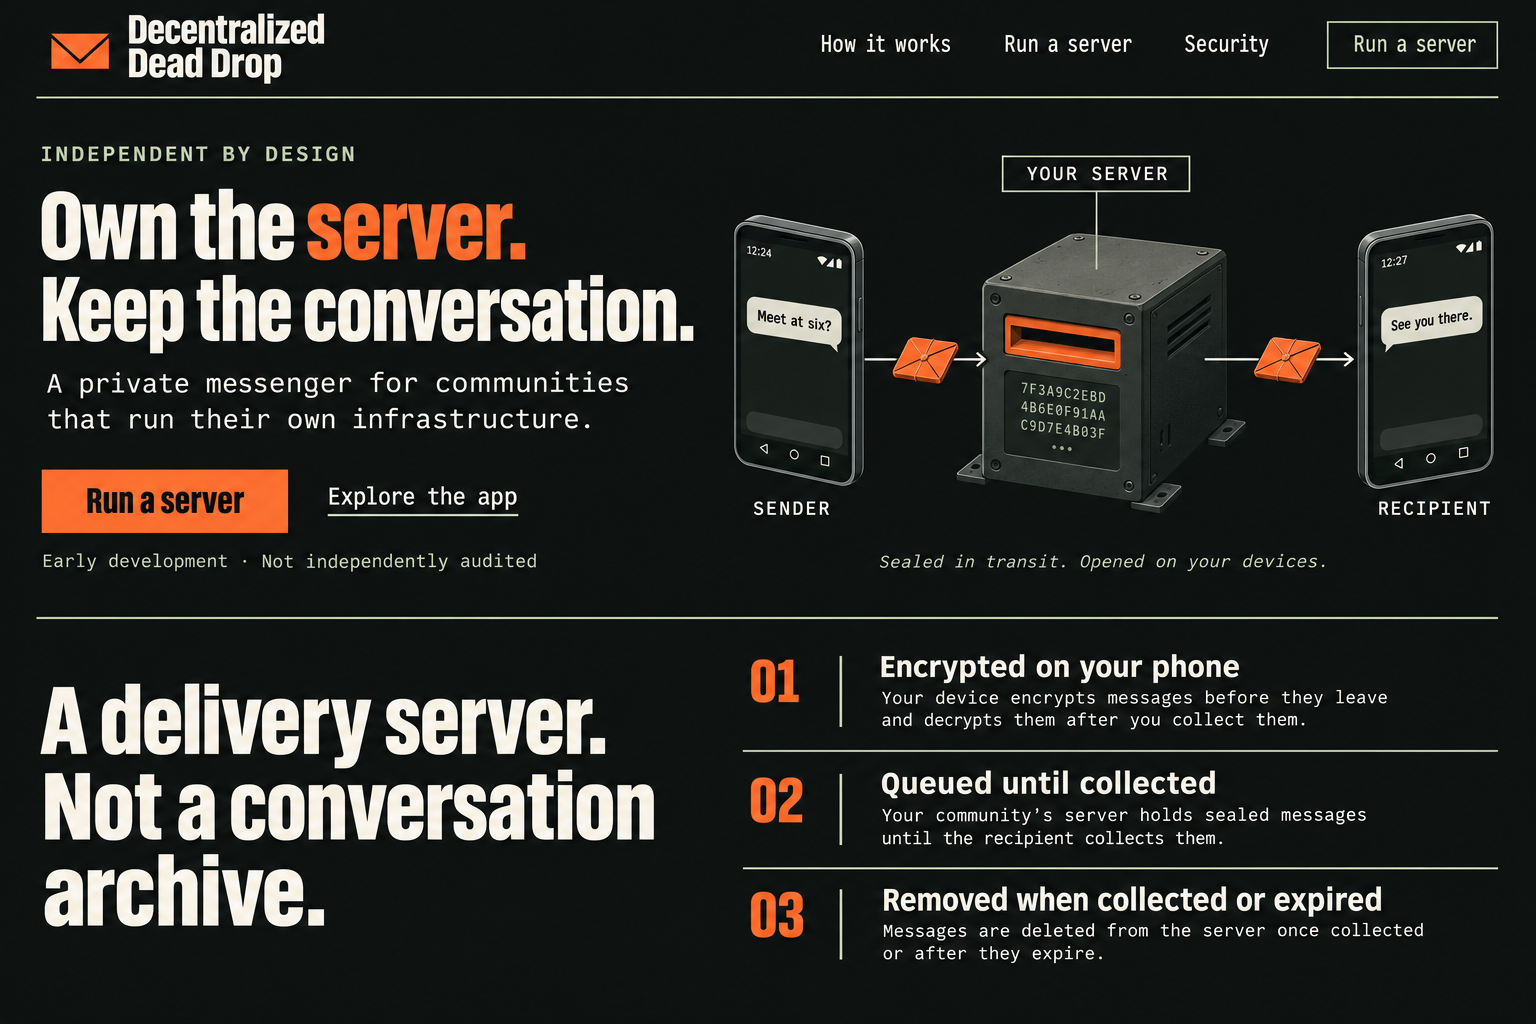 Decentralized
Dead Drop
How it works
Run a server
Security
Run a server
INDEPENDENT BY DESIGN
Own the server.
Keep the conversation.
A private messenger for communities
that run their own infrastructure.
Run a server
Explore the app
Early development · Not independently audited
YOUR SERVER
12:24
Meet at six?
SENDER
7F3A9C2EBD
4B6E0F91AA
C9D7E4B03F
•••
12:27
See you there.
RECIPIENT
Sealed in transit. Opened on your devices.
A delivery server.
Not a conversation
archive.
01
Encrypted on your phone
Your device encrypts messages before they leave
and decrypts them after you collect them.
02
Queued until collected
Your community’s server holds sealed messages
until the recipient collects them.
03
Removed when collected or expired
Messages are deleted from the server once collected
or after they expire.